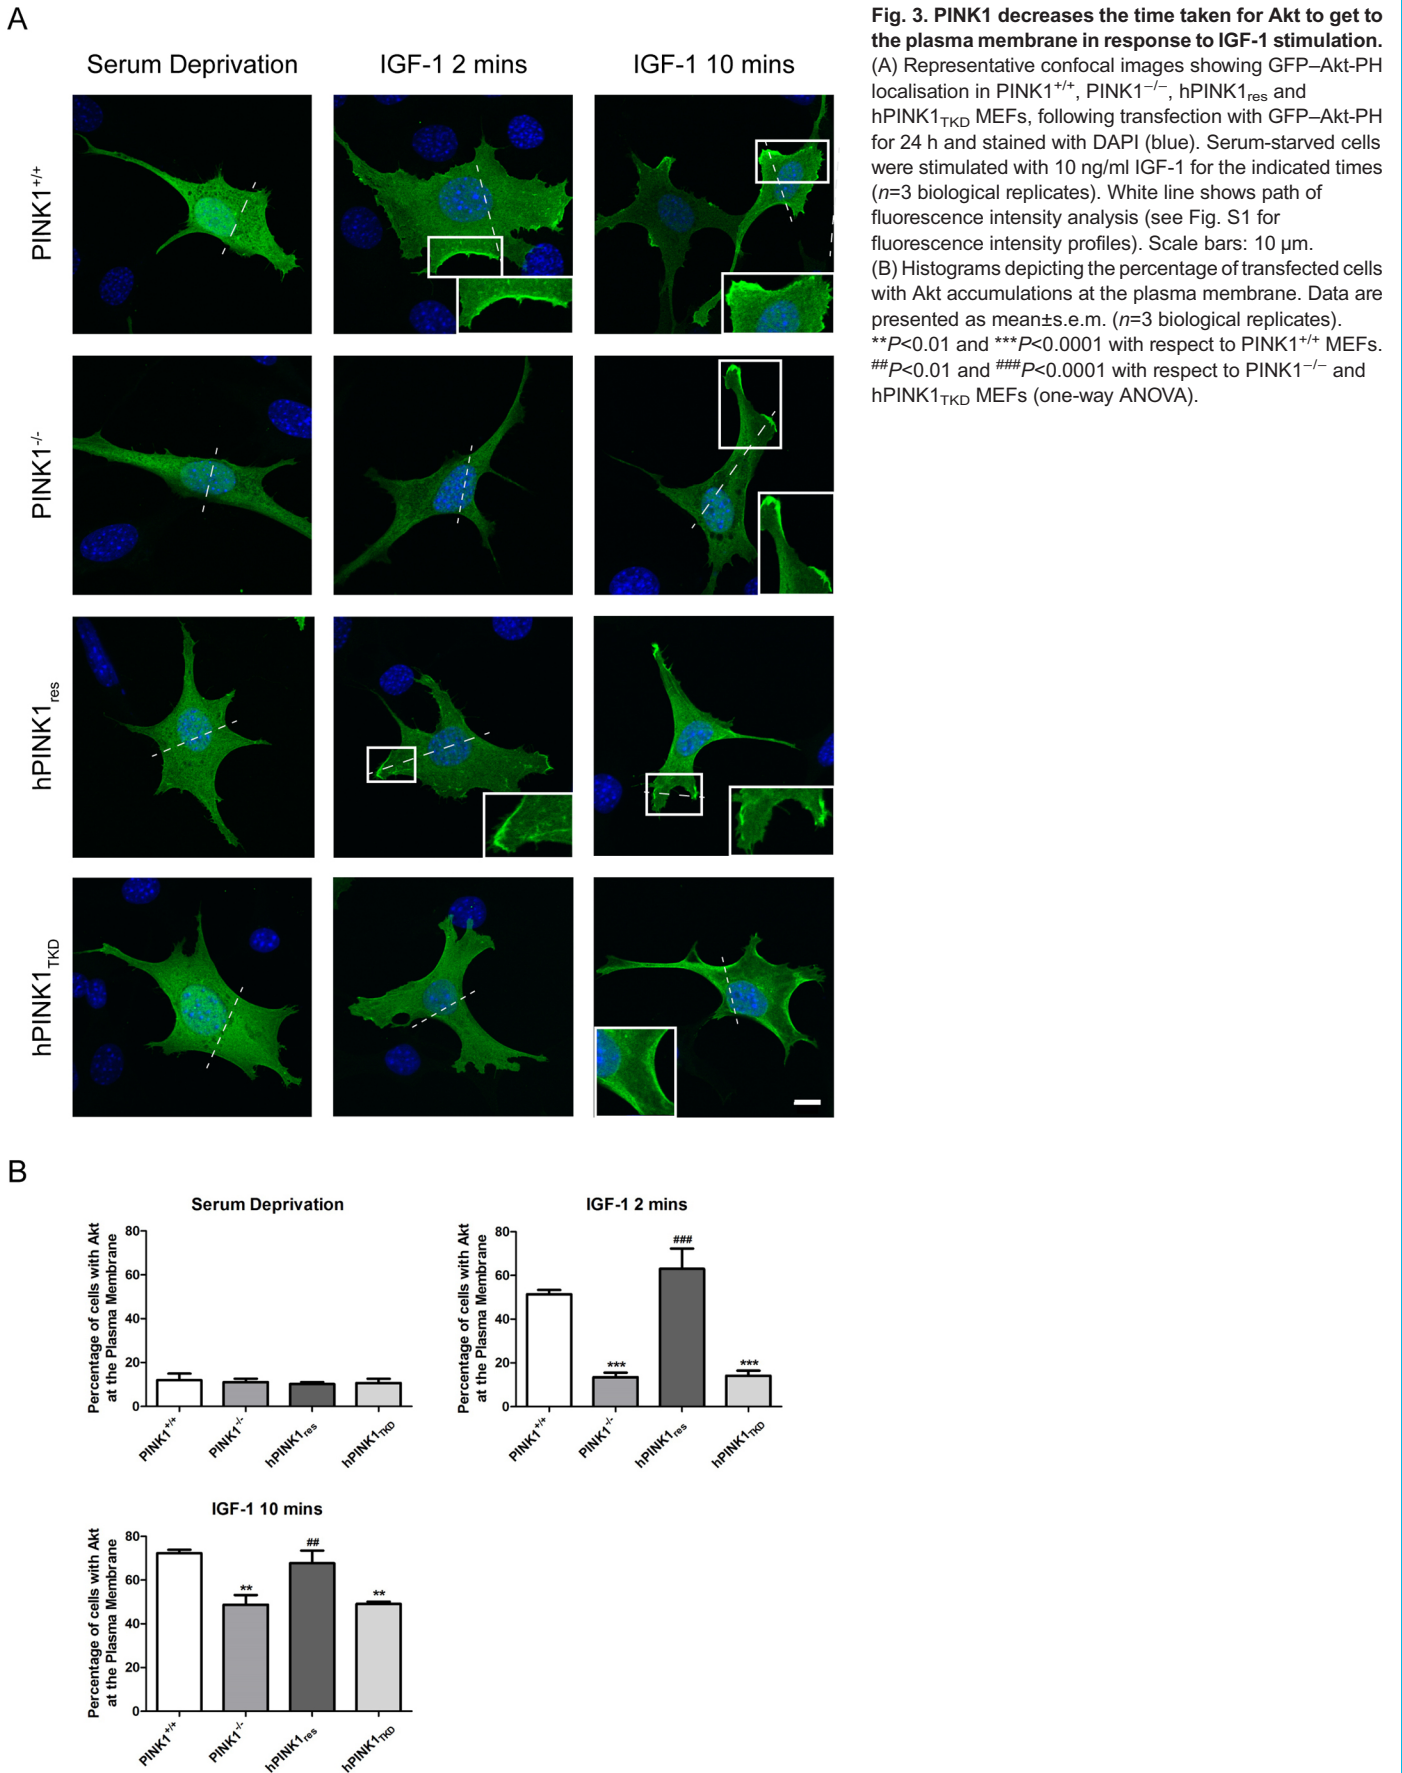 A
Serum Deprivation
IGF-1 2 mins
IGF-1 10 mins
PINK1+/+
PINK1-/-
hPINK1res
hPINK1TKD
Fig. 3. PINK1 decreases the time taken for Akt to get to
the plasma membrane in response to IGF-1 stimulation.
(A) Representative confocal images showing GFP–Akt-PH
localisation in PINK1+/+, PINK1−/−, hPINK1res and
hPINK1TKD MEFs, following transfection with GFP–Akt-PH
for 24 h and stained with DAPI (blue). Serum-starved cells
were stimulated with 10 ng/ml IGF-1 for the indicated times
(n=3 biological replicates). White line shows path of
fluorescence intensity analysis (see Fig. S1 for
fluorescence intensity profiles). Scale bars: 10 µm.
(B) Histograms depicting the percentage of transfected cells
with Akt accumulations at the plasma membrane. Data are
presented as mean±s.e.m. (n=3 biological replicates).
**P<0.01 and ***P<0.0001 with respect to PINK1+/+ MEFs.
##P<0.01 and ###P<0.0001 with respect to PINK1−/− and
hPINK1TKD MEFs (one-way ANOVA).
B
Serum Deprivation
Percentage of cells with Akt
at the Plasma Membrane
80
60
40
20
0
PINK1+/+
PINK1-/-
hPINK1res
hPINK1TKD
IGF-1 2 mins
Percentage of cells with Akt
at the Plasma Membrane
80
60
40
20
0
***
###
***
PINK1+/+
PINK1-/-
hPINK1res
hPINK1TKD
IGF-1 10 mins
Percentage of cells with Akt
at the Plasma Membrane
80
60
40
20
0
**
##
**
PINK1+/+
PINK1-/-
hPINK1res
hPINK1TKD